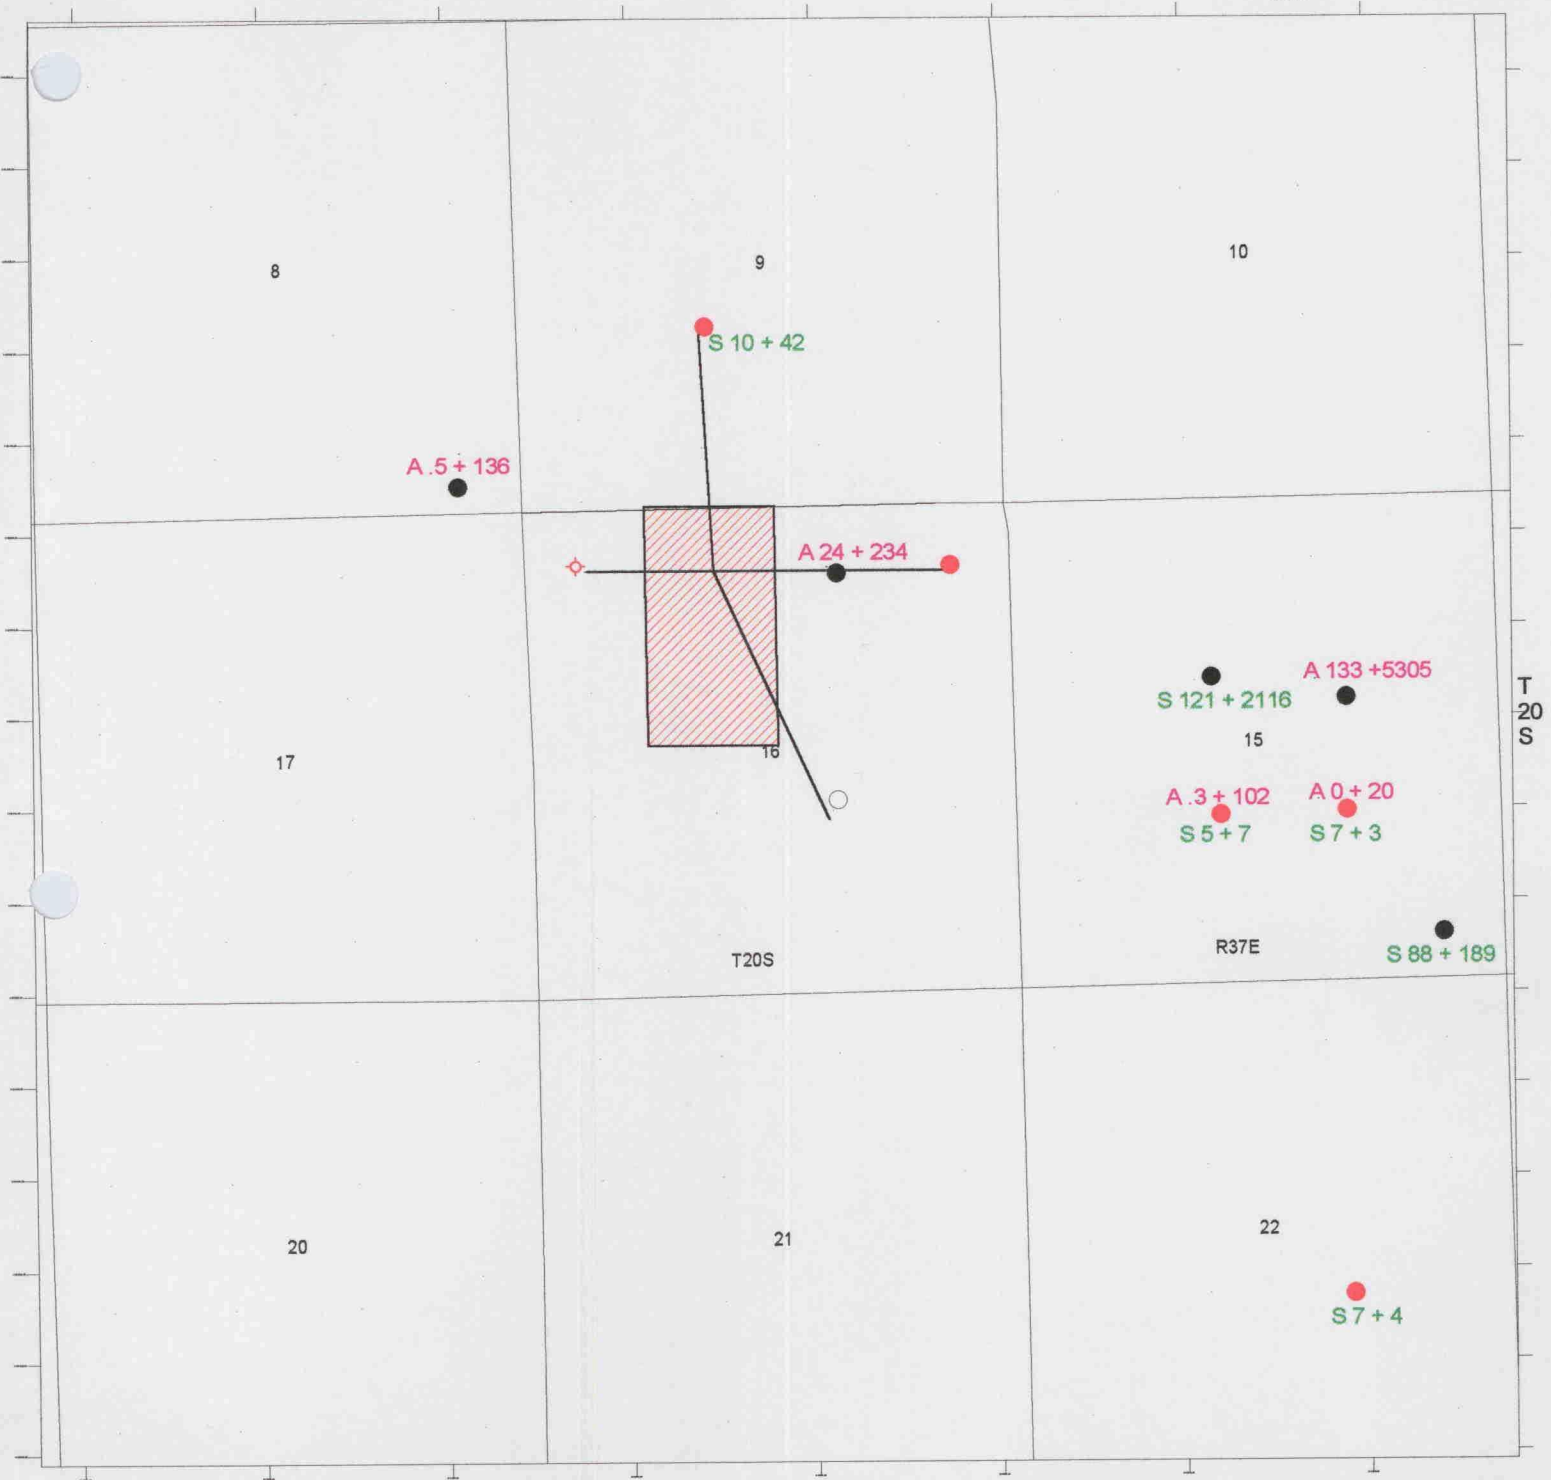 8
9
10
S 10 + 42
A .5 + 136
A 24 + 234
A 133 +5305
S 121 + 2116
T
20
S
15
16
17
A .3 + 102
A 0 + 20
S 5 + 7
S 7 + 3
T20S
R37E
S 88 + 189
20
21
22
S 7 + 4